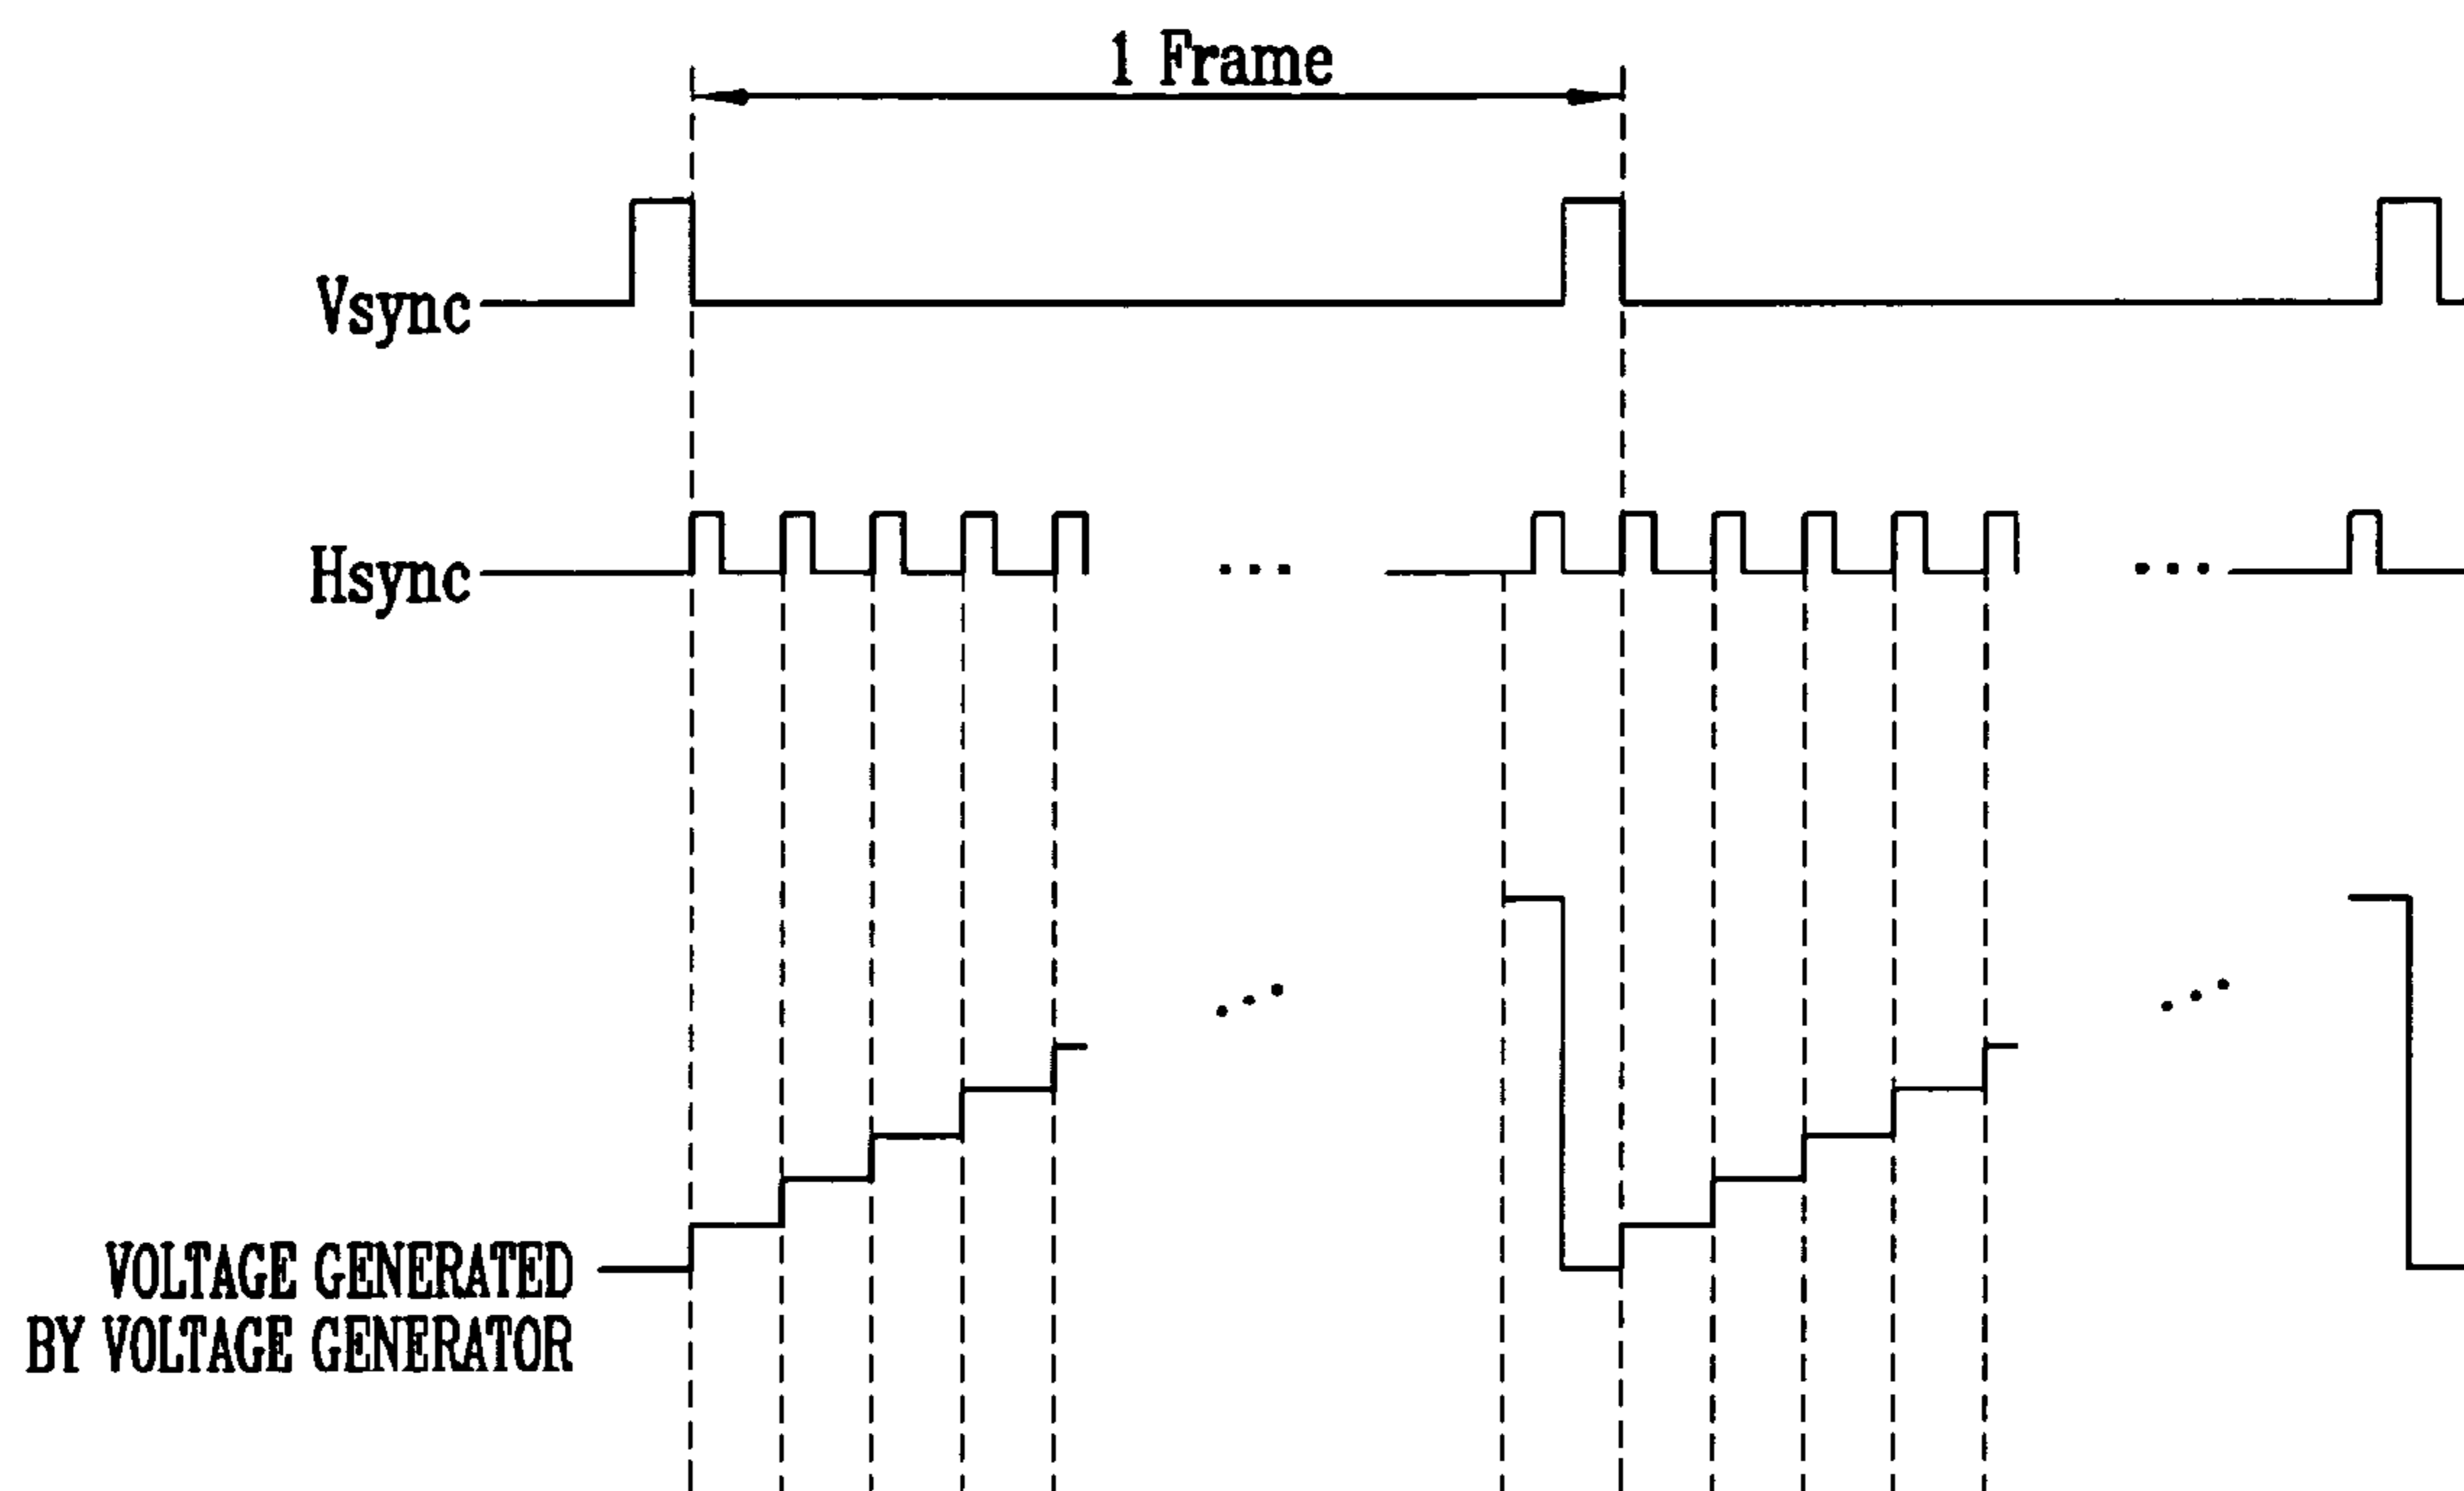 1 Frame
Vsync
Hsync
VOLTAGE GENERATED
BY VOLTAGE GENERATOR